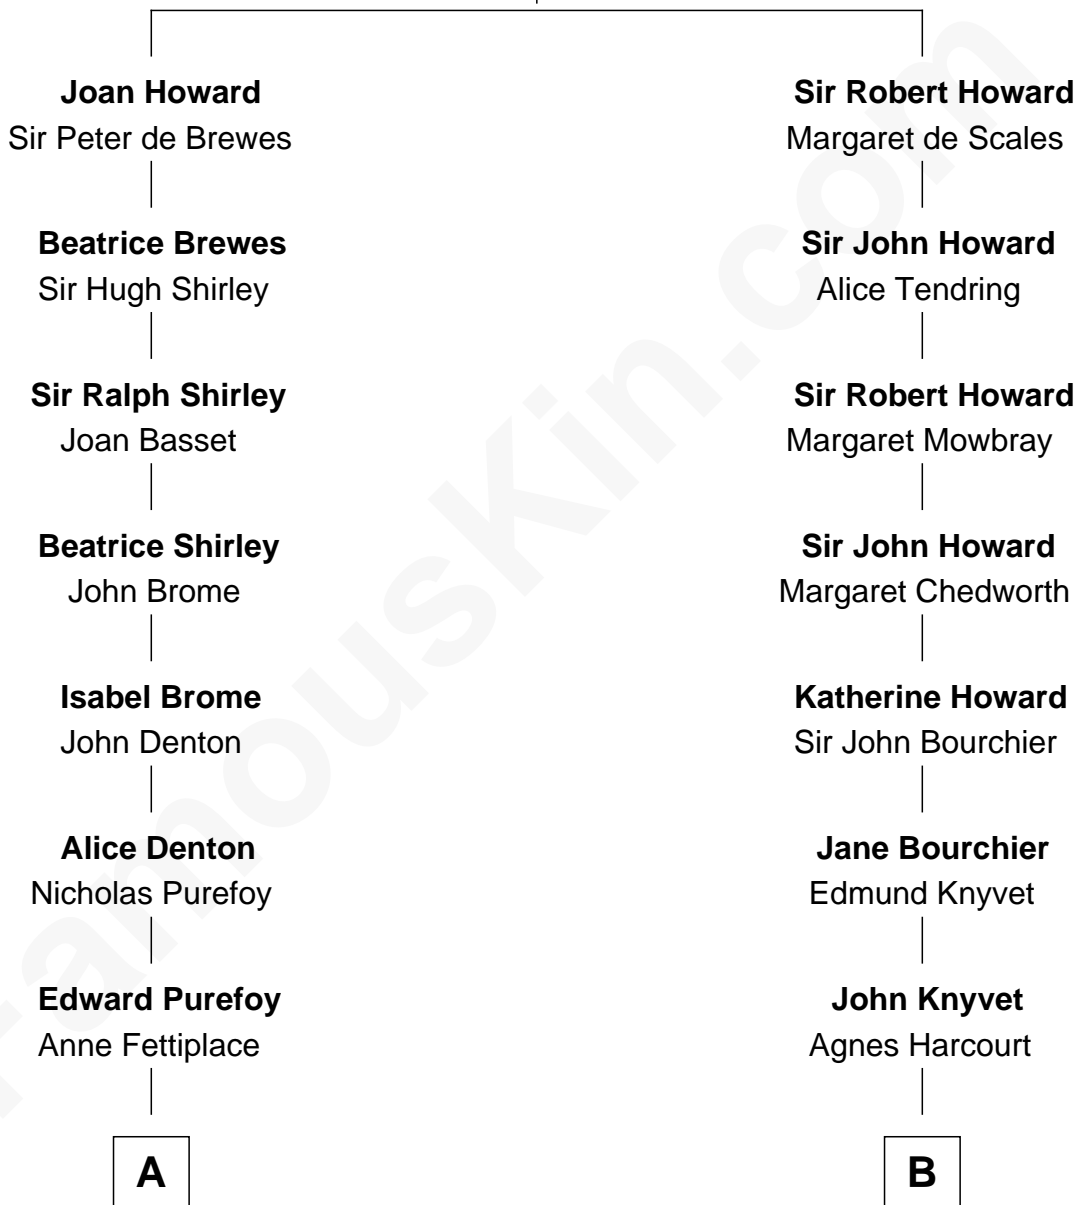 Joan Howard
Sir Peter de Brewes
Beatrice Brewes
Sir Hugh Shirley
Sir Ralph Shirley
Joan Basset
Beatrice Shirley
John Brome
Isabel Brome
John Denton
Alice Denton
Nicholas Purefoy
Edward Purefoy
Anne Fettiplace
A
Sir Robert Howard
Margaret de Scales
Sir John Howard
Alice Tendring
Sir Robert Howard
Margaret Mowbray
Sir John Howard
Margaret Chedworth
Katherine Howard
Sir John Bourchier
Jane Bourchier
Edmund Knyvet
John Knyvet
Agnes Harcourt
B
FamousKin.com